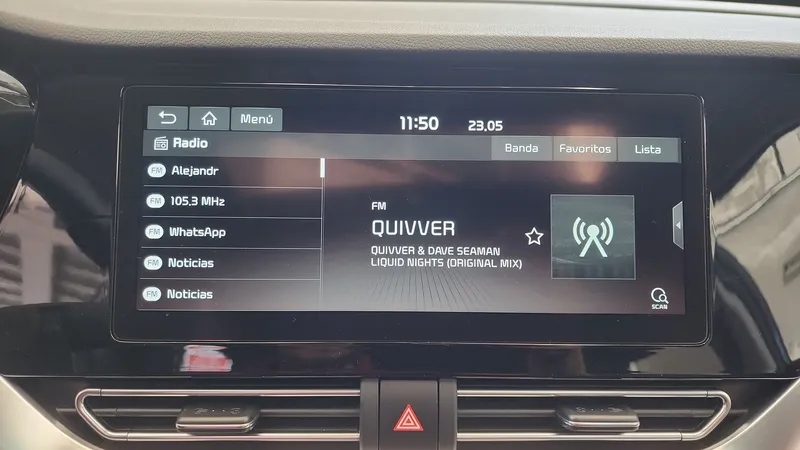 Menú
11:50
23.05
Radio
Banda
Favoritos
Lista
FM Alejandr
FM 105.3 MHz
FM WhatsApp
FM Noticias
FM Noticias
FM
QUIVVER
QUIVVER & DAVE SEAMAN
LIQUID NIGHTS (ORIGINAL MIX)
SCAN